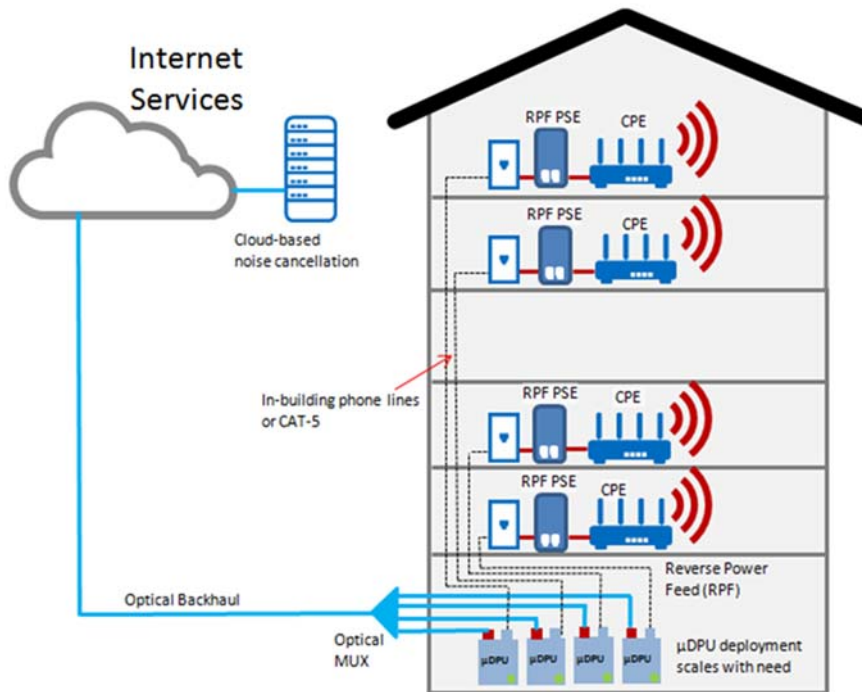 Internet
Services
Cloud-based
noise cancellation
RPF PSE
CPE
RPF PSE
CPE
In-building phone lines
or CAT-5
RPF PSE
CPE
RPF PSE
CPE
Reverse Power
Feed (RPF)
Optical Backhaul
Optical
MUX
µDPU
µDPU
µDPU
µDPU
µDPU deployment
scales with need